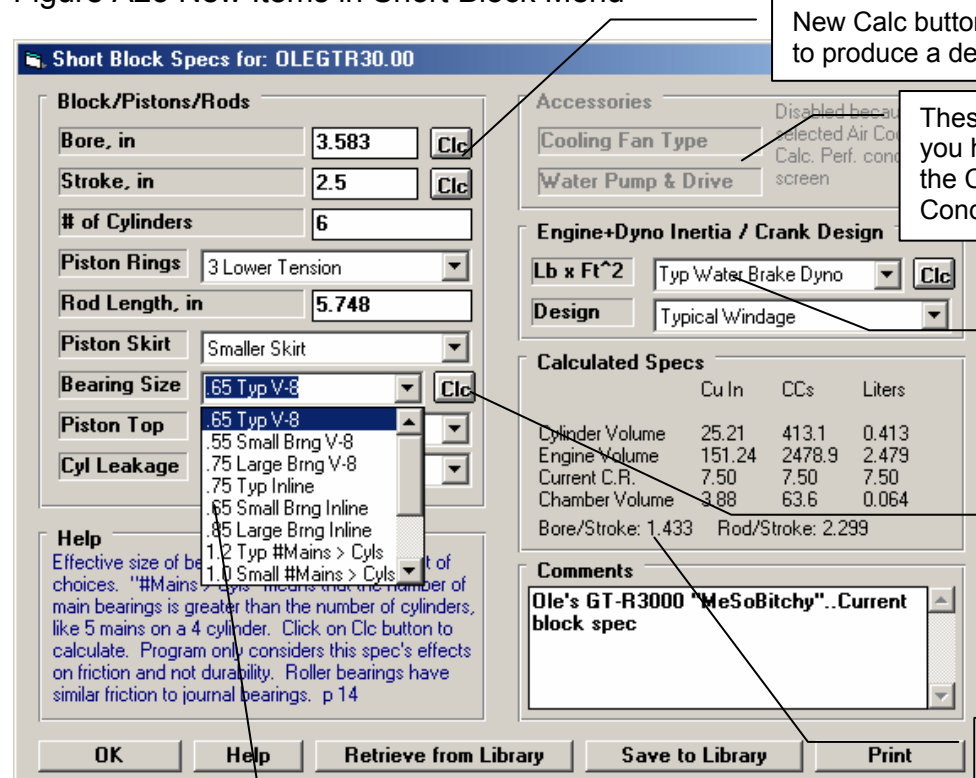 Figure A28 New Items in Short Block Menu
New Calc button
to produce a de
Short Block Specs for: OLEGTR30.00
Block/Pistons/Rods
Bore, in 3.583 Clc
Stroke, in 2.5 Clc
# of Cylinders 6
Piston Rings 3 Lower Tension
Rod Length, in 5.748
Piston Skirt Smaller Skirt
Bearing Size .65 Typ V-8 Clc
Piston Top
Cyl Leakage
.65 Typ V-8
.55 Small Brng V-8
.75 Large Brng V-8
.75 Typ Inline
.65 Small Brng Inline
.85 Large Brng Inline
1.2 Typ #Mains > Cyls
1.0 Small #Mains > Cyls
Help
Effective size of be t of
choices. "#Mains > Cyls" means that the number of
main bearings is greater than the number of cylinders,
like 5 mains on a 4 cylinder. Click on Clc button to
calculate. Program only considers this spec's effects
on friction and not durability. Roller bearings have
similar friction to journal bearings. p 14
Accessories
Cooling Fan Type
Water Pump & Drive
Disabled becau
selected Air Co
Calc. Perf. cond
screen
Thes
you h
the C
Cond
Engine+Dyno Inertia / Crank Design
Lb x Ft^2 Typ Water Brake Dyno Clc
Design Typical Windage
Calculated Specs
Cu In CCs Liters
Cylinder Volume 25.21 413.1 0.413
Engine Volume 151.24 2478.9 2.479
Current C.R. 7.50 7.50 7.50
Chamber Volume 3.88 63.6 0.064
Bore/Stroke: 1.433 Rod/Stroke: 2.299
Comments
Ole's GT-R3000 "MeSoBitchy"..Current
block spec
OK Help Retrieve from Library Save to Library Print